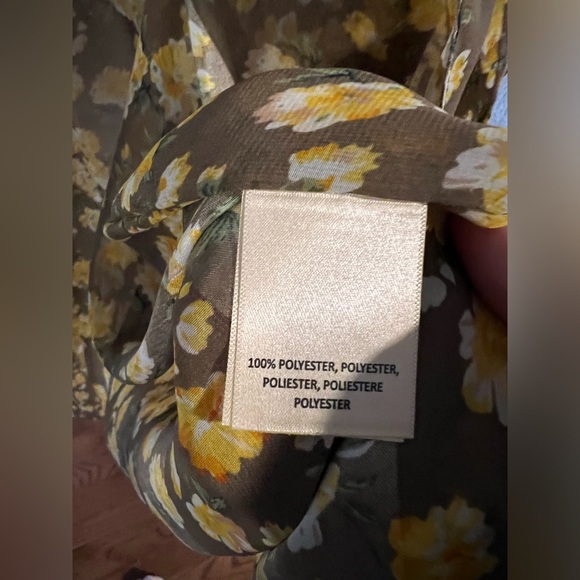 100% POLYESTER, POLYESTER,
POLIESTER, POLIESTERE
POLYESTER